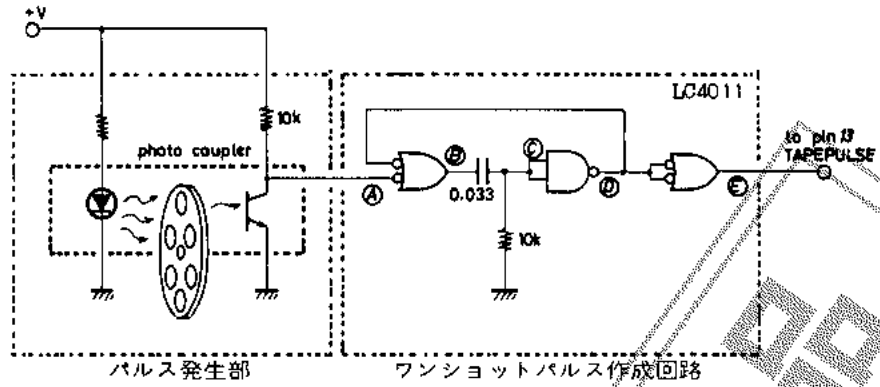 +V
LC4011
10k
photo coupler
to pin 13
TAPEPULSE
A
B
0.033
C
10k
D
E
パルス発生部
ワンショットパルス作成回路